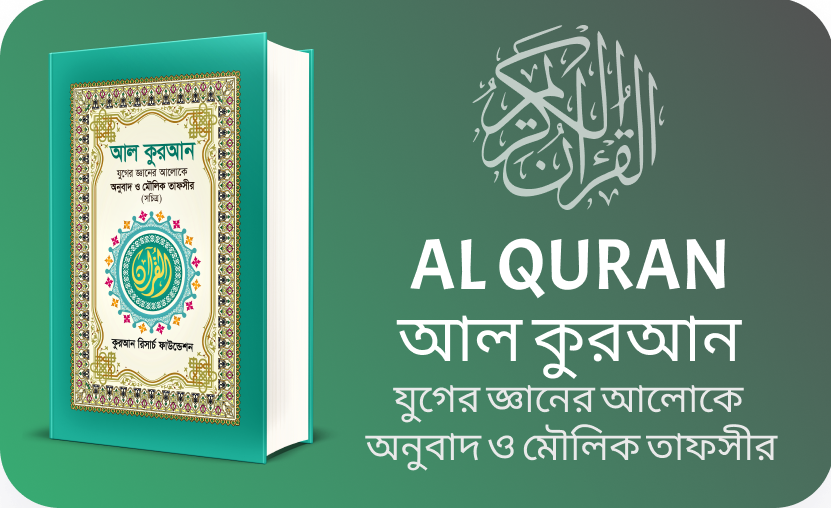 আল কুরআন
যুগের জ্ঞানের আলোকে
অনুবাদ ও মৌলিক তাফসীর
(সচিত্র)
القرآن
কুরআন রিসার্চ ফাউন্ডেশন
القرآن الكريم
AL QURAN
আল কুরআন
যুগের জ্ঞানের আলোকে
অনুবাদ ও মৌলিক তাফসীর